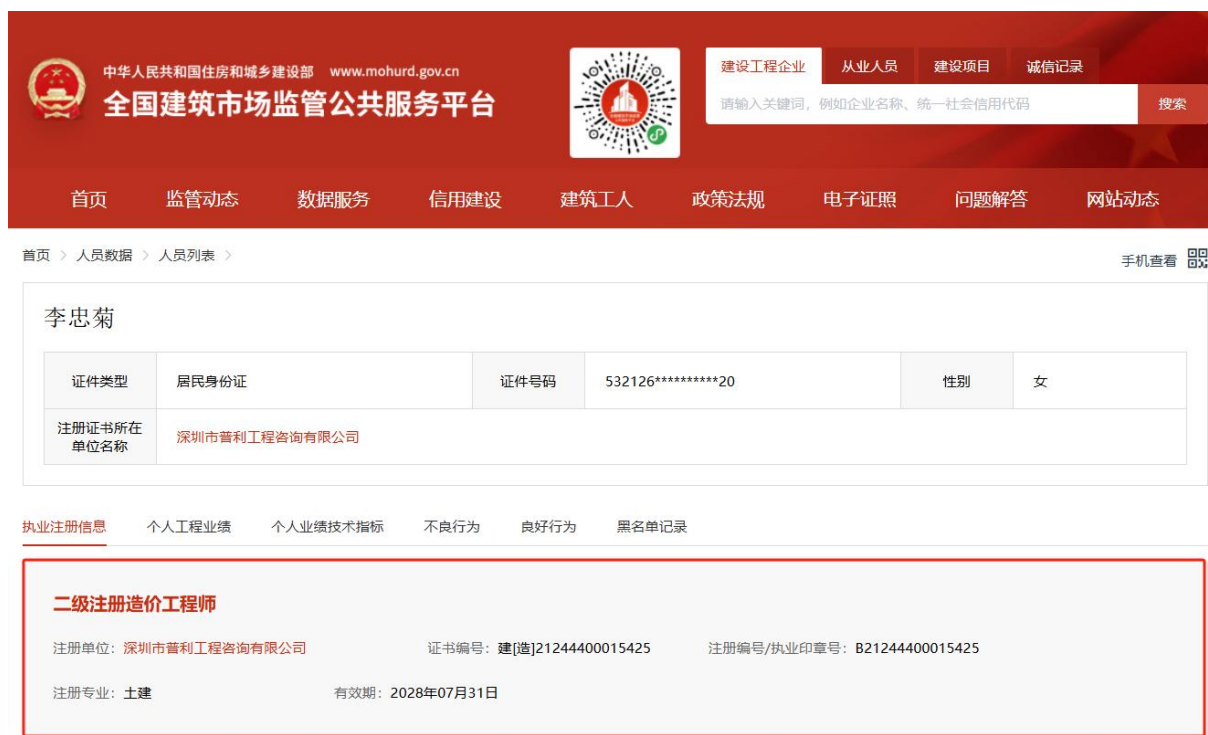 中华人民共和国住房和城乡建设部 www.mohurd.gov.cn
全国建筑市场监管公共服务平台
建设工程企业 从业人员 建设项目 诚信记录
请输入关键词，例如企业名称、统一社会信用代码 搜索
首页 监管动态 数据服务 信用建设 建筑工人 政策法规 电子证照 问题解答 网站动态
首页 > 人员数据 > 人员列表 >
手机查看
李忠菊
证件类型 居民身份证 证件号码 532126**********20 性别 女
注册证书所在
单位名称
深圳市普利工程咨询有限公司
执业注册信息 个人工程业绩 个人业绩技术指标 不良行为 良好行为 黑名单记录
二级注册造价工程师
注册单位：深圳市普利工程咨询有限公司 证书编号：建[造]21244400015425 注册编号/执业印章号：B21244400015425
注册专业：土建 有效期：2028年07月31日